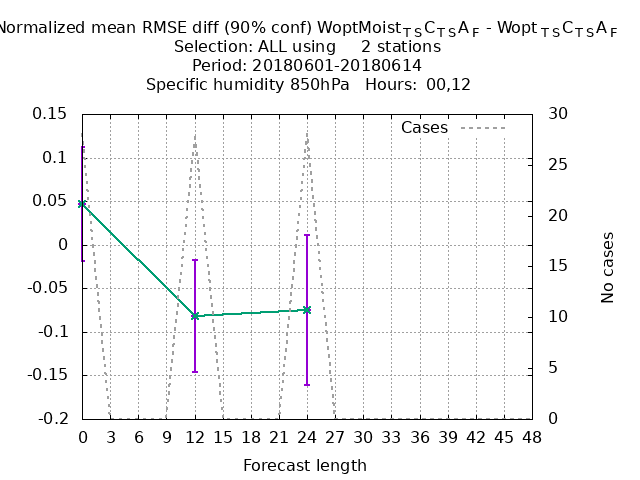 Normalized mean RMSE diff (90% conf) WoptMoist_TSC_TSA_F - Wopt_TSC_TSA_F
Selection: ALL using 2 stations
Period: 20180601-20180614
Specific humidity 850hPa Hours: 00,12
Cases
0.15
0.1
0.05
0
-0.05
-0.1
-0.15
-0.2
30
25
20
15
10
5
0
No cases
0 3 6 9 12 15 18 21 24 27 30 33 36 39 42 45 48
Forecast length